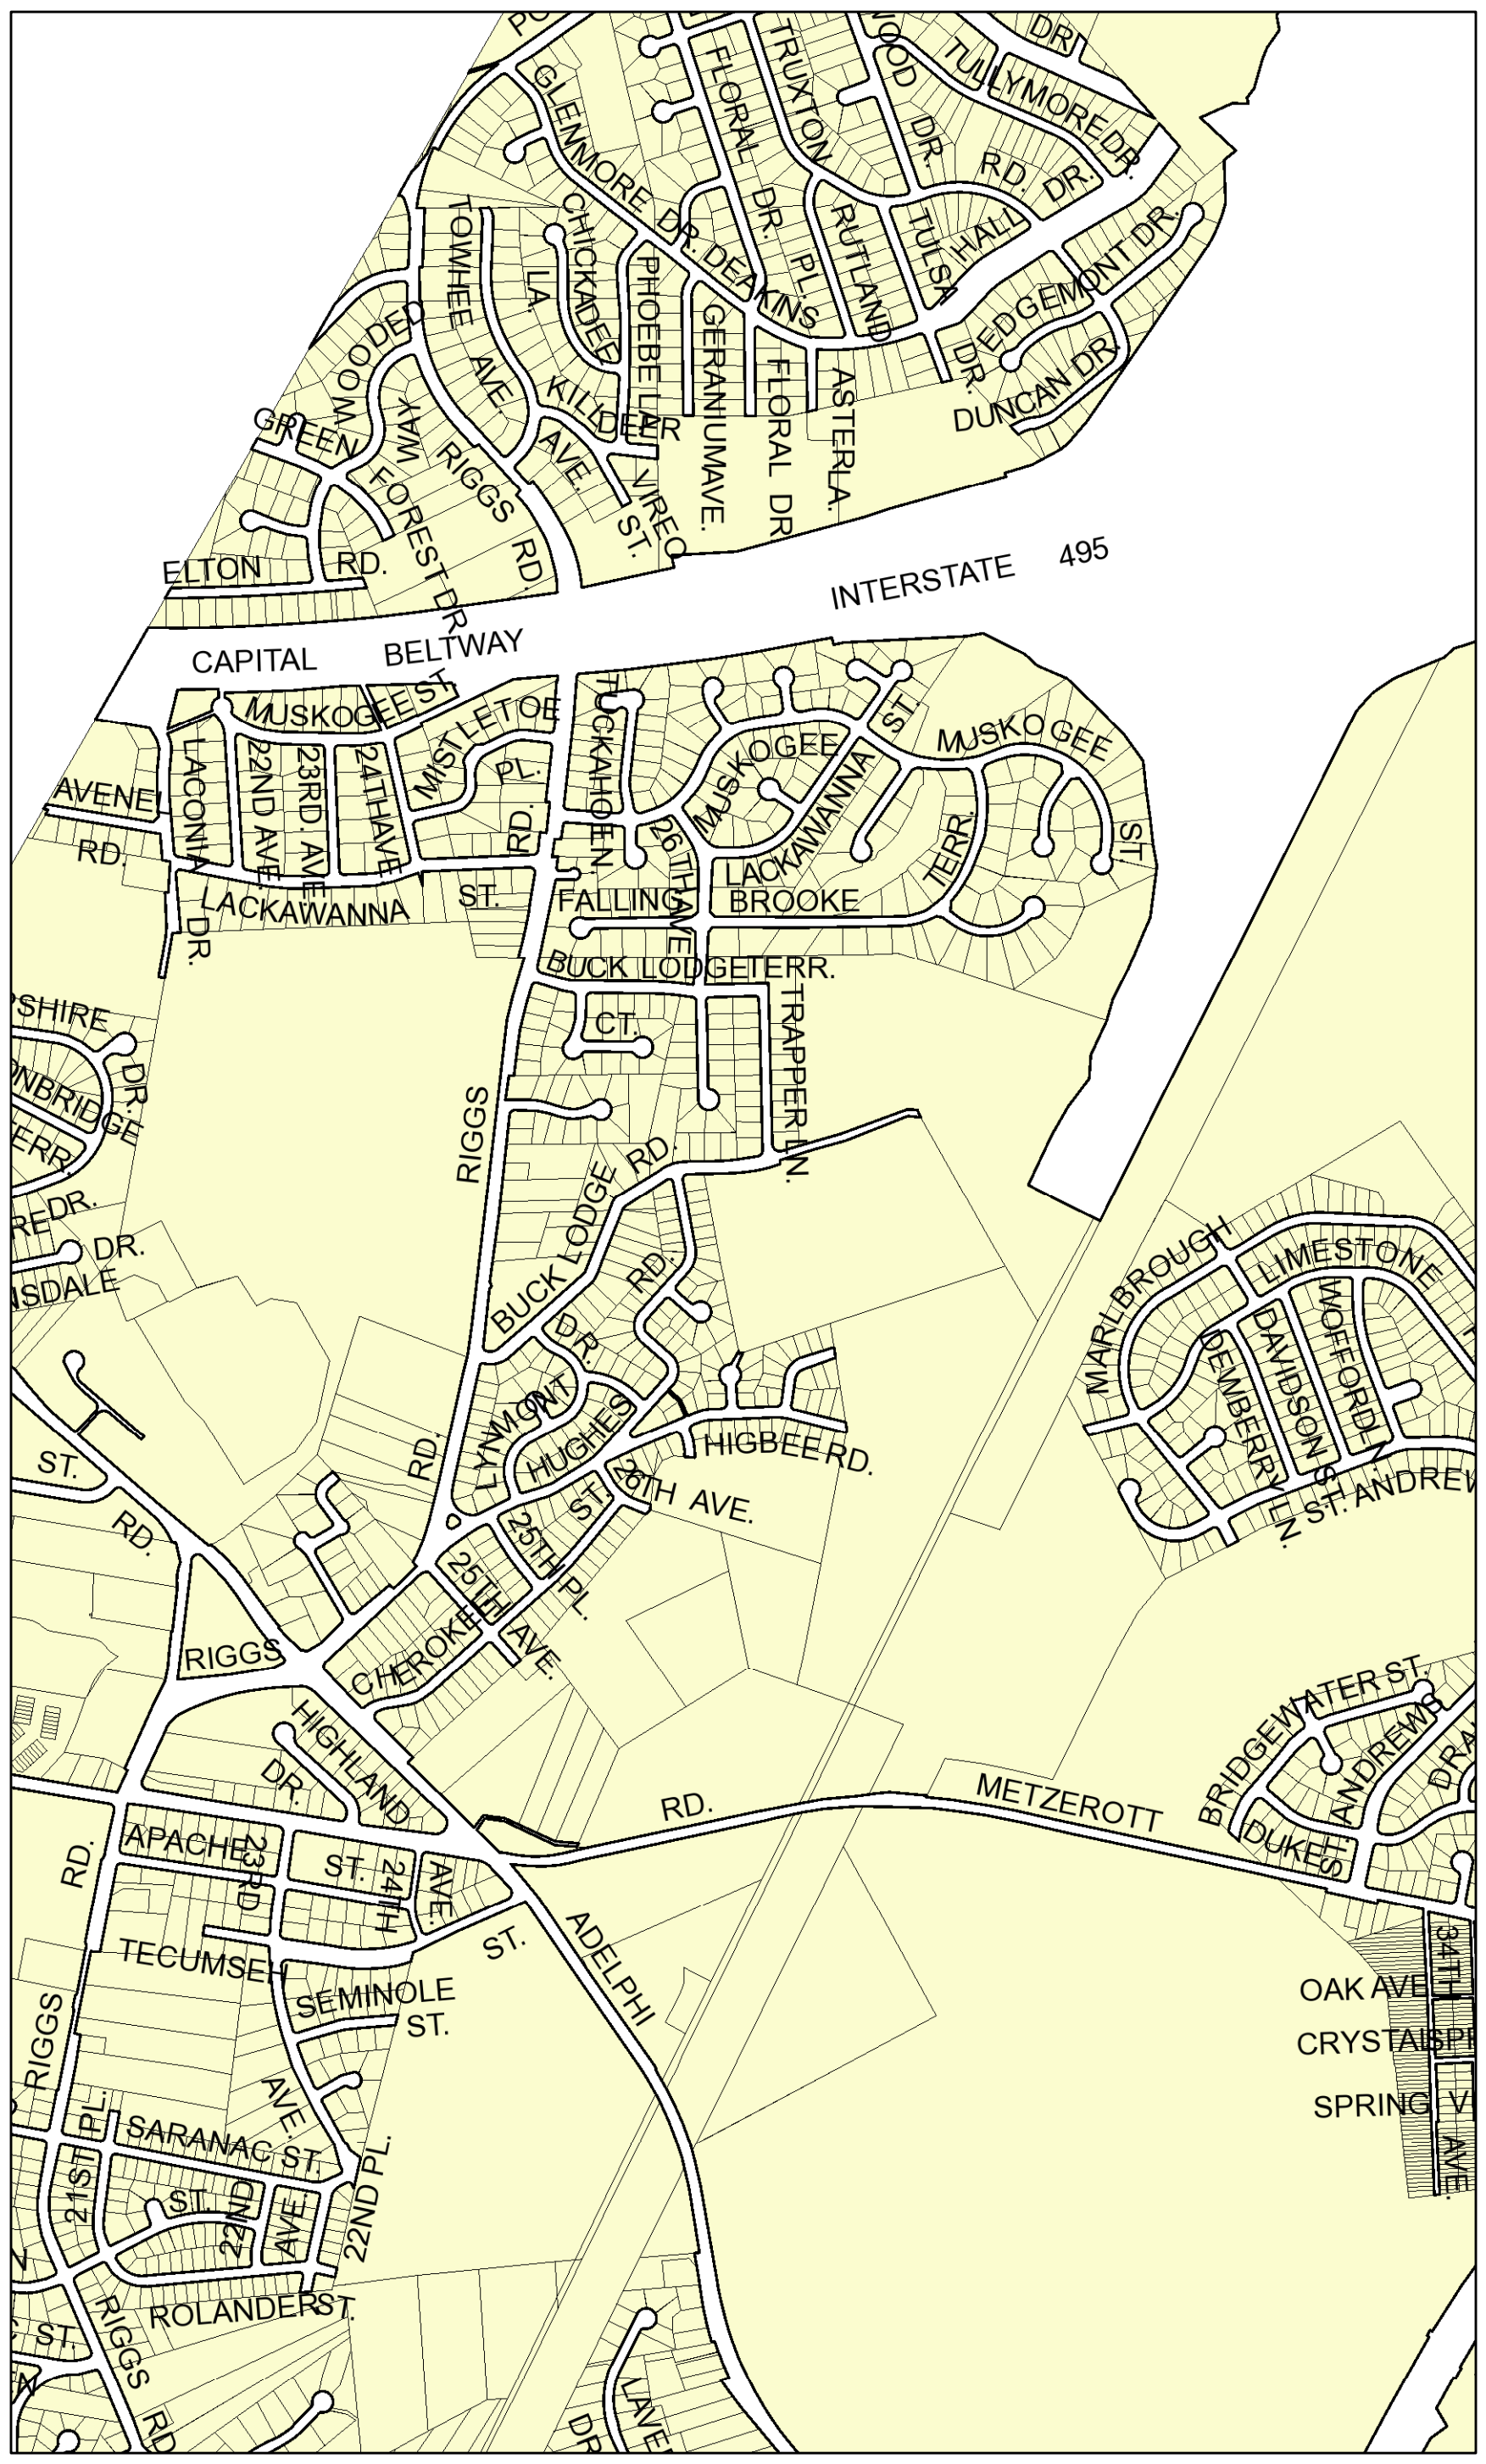 DR.
TULLYMORE DR.
GLENMORE DR.
FLORAL DR.
TRUXTON RD.
DR.
HALL DR.
TOWHEE AVE.
CHICKADEE LA.
PHOEBE LA.
DEAKINS
PL.
RUTLAND
TULSA DR.
EDGEMONT DR.
DUNCAN DR.
WOODED WAY
GREEN FOREST DR.
KILLDEER AVE.
GERANIUM AVE.
FLORAL DR.
ASTER LA.
VIREO ST.
RIGGS RD.
ELTON RD.
INTERSTATE 495
CAPITAL BELTWAY
MUSKOGEE ST.
MISTLETOE PL.
TUCKAHOE LN.
MUSKOGEE
LACKAWANNA ST.
MUSKOGEE ST.
AVENEL RD.
LACONIA DR.
22ND AVE.
23RD. AVE.
24TH AVE.
RD.
26TH AVE.
TERR.
LACKAWANNA ST.
FALLING BROOKE
BUCK LODGE TERR.
CT.
TRAPPER LN.
DR.
TERR.
DR.
DR.
RIGGS RD.
BUCK LODGE RD.
RD.
LYNMONT DR.
HUGHES
HIGBEE RD.
26TH AVE.
MARLBROUGH
LIMESTONE
WOFFORD LN.
DAVIDSON ST.
DEMBERRY LN.
ST.
RD.
25TH PL.
25TH AVE.
CHEROKEE ST.
RIGGS
HIGHLAND DR.
BRIDGEWATER ST.
ST. ANDREWS
DUKE
METZEROTT RD.
RD.
APACHE ST.
23RD
24TH AVE.
ST.
TECUMSEH
ADELPHI
SEMINOLE ST.
34TH AVE.
OAK AVE
CRYSTAL
SPRING
RIGGS
AVE.
SARANAC ST.
21ST PL.
ST.
22ND AVE.
22ND PL.
ROLANDER ST.
ST.
RIGGS RD.
DR.